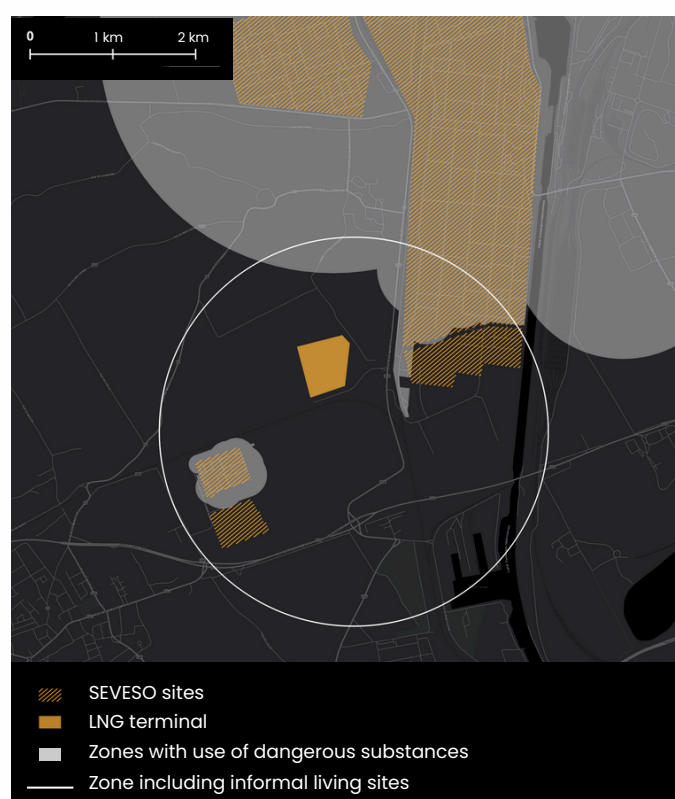 0 1 km 2 km
SEVESO sites
LNG terminal
Zones with use of dangerous substances
Zone including informal living sites